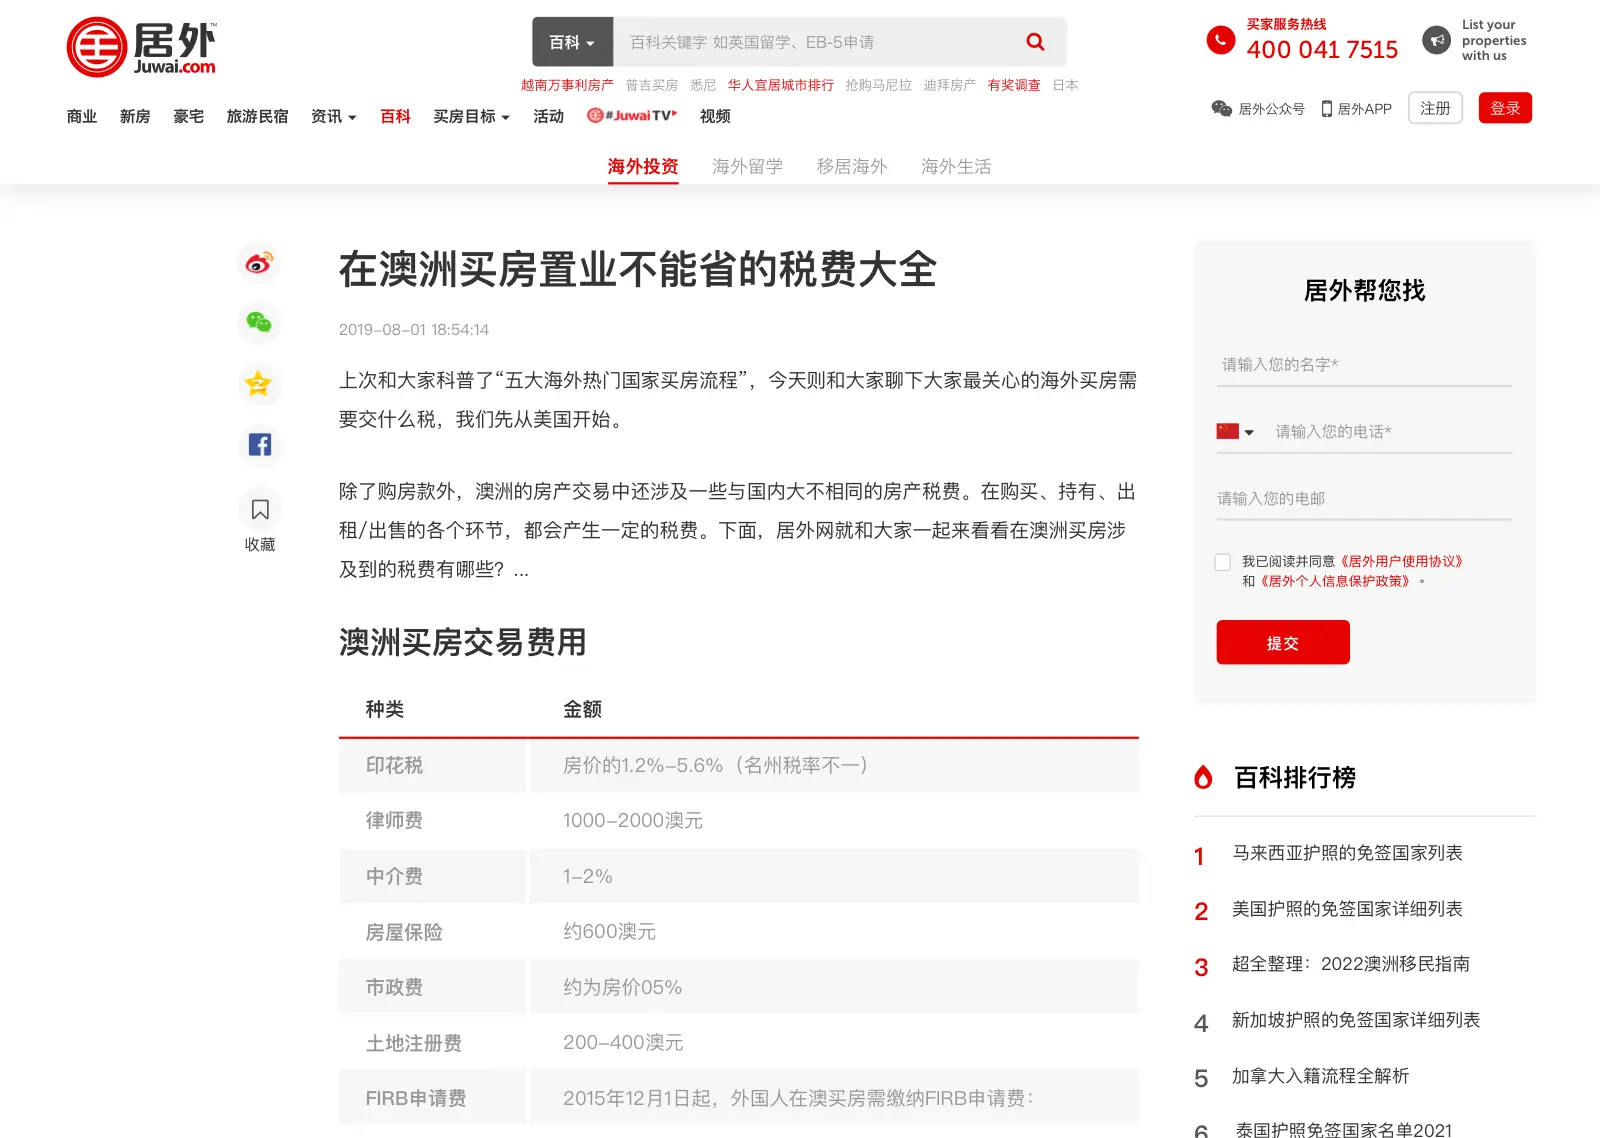 居外™
Juwai.com
百科
百科关键字 如英国留学、EB-5申请
买家服务热线
400 041 7515
List your
properties
with us
越南万事利房产 普吉买房 悉尼 华人宜居城市排行 抢购马尼拉 迪拜房产 有奖调查 日本
商业 新房 豪宅 旅游民宿 资讯 百科 买房目标 活动 #JuwaiTV 视频
居外公众号 居外APP 注册 登录
海外投资 海外留学 移居海外 海外生活
在澳洲买房置业不能省的税费大全
2019-08-01 18:54:14
上次和大家科普了“五大海外热门国家买房流程”，今天则和大家聊下大家最关心的海外买房需
要交什么税，我们先从美国开始。
除了购房款外，澳洲的房产交易中还涉及一些与国内大不相同的房产税费。在购买、持有、出
租/出售的各个环节，都会产生一定的税费。下面，居外网就和大家一起来看看在澳洲买房涉
及到的税费有哪些？...
收藏
澳洲买房交易费用
种类 金额
印花税 房价的1.2%-5.6%（名州税率不一）
律师费 1000-2000澳元
中介费 1-2%
房屋保险 约600澳元
市政费 约为房价05%
土地注册费 200-400澳元
FIRB申请费 2015年12月1日起，外国人在澳买房需缴纳FIRB申请费：
居外帮您找
请输入您的名字*
请输入您的电话*
请输入您的电邮
我已阅读并同意《居外用户使用协议》
和《居外个人信息保护政策》。
提交
百科排行榜
1 马来西亚护照的免签国家列表
2 美国护照的免签国家详细列表
3 超全整理：2022澳洲移民指南
4 新加坡护照的免签国家详细列表
5 加拿大入籍流程全解析
6 泰国护照免签国家名单2021